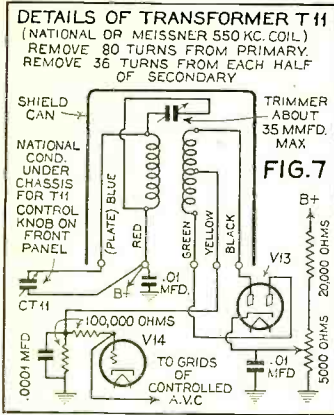 DETAILS OF TRANSFORMER T 11
(NATIONAL OR MEISSNER 550 KC. COIL)
REMOVE 80 TURNS FROM PRIMARY.
REMOVE 36 TURNS FROM EACH HALF
OF SECONDARY
SHIELD
CAN
TRIMMER
ABOUT
35 MMFD.
MAX
NATIONAL
COND.
UNDER
CHASSIS
FOR T11
CONTROL
KNOB ON
FRONT
PANEL
FIG.7
(PLATE) BLUE
RED
GREEN
YELLOW
BLACK
B+
20,000 OHMS
V13
CT11
B+
.01
MFD.
100,000 OHMS
V14
.0001 MFD
TO GRIDS
OF
CONTROLLED
A.V.C
.01
MFD.
5000 OHMS